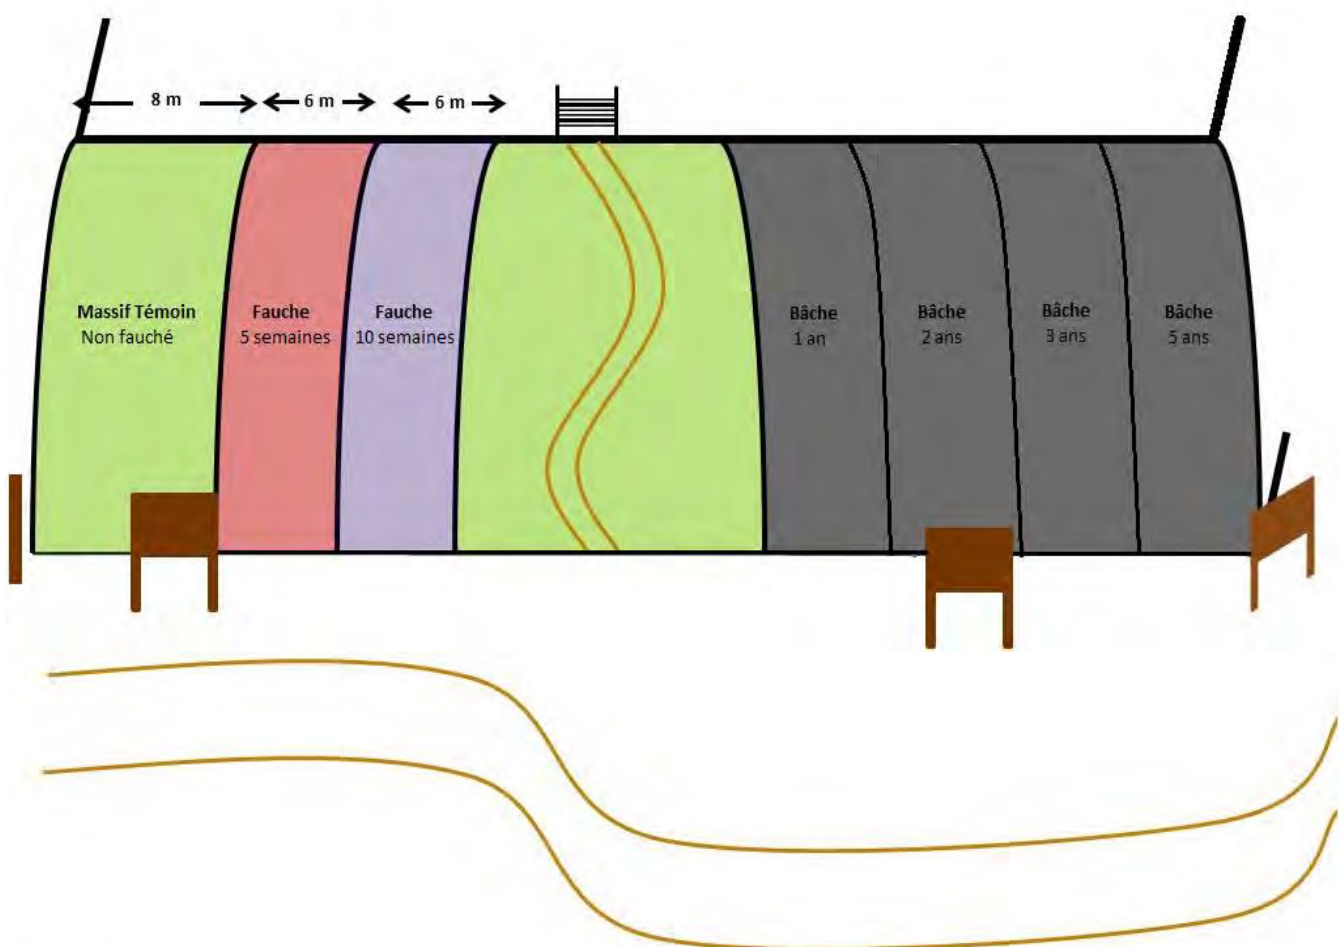 8 m
6 m
6 m
Massif Témoin
Non fauché
Fauche
5 semaines
Fauche
10 semaines
Bâche
1 an
Bâche
2 ans
Bâche
3 ans
Bâche
5 ans